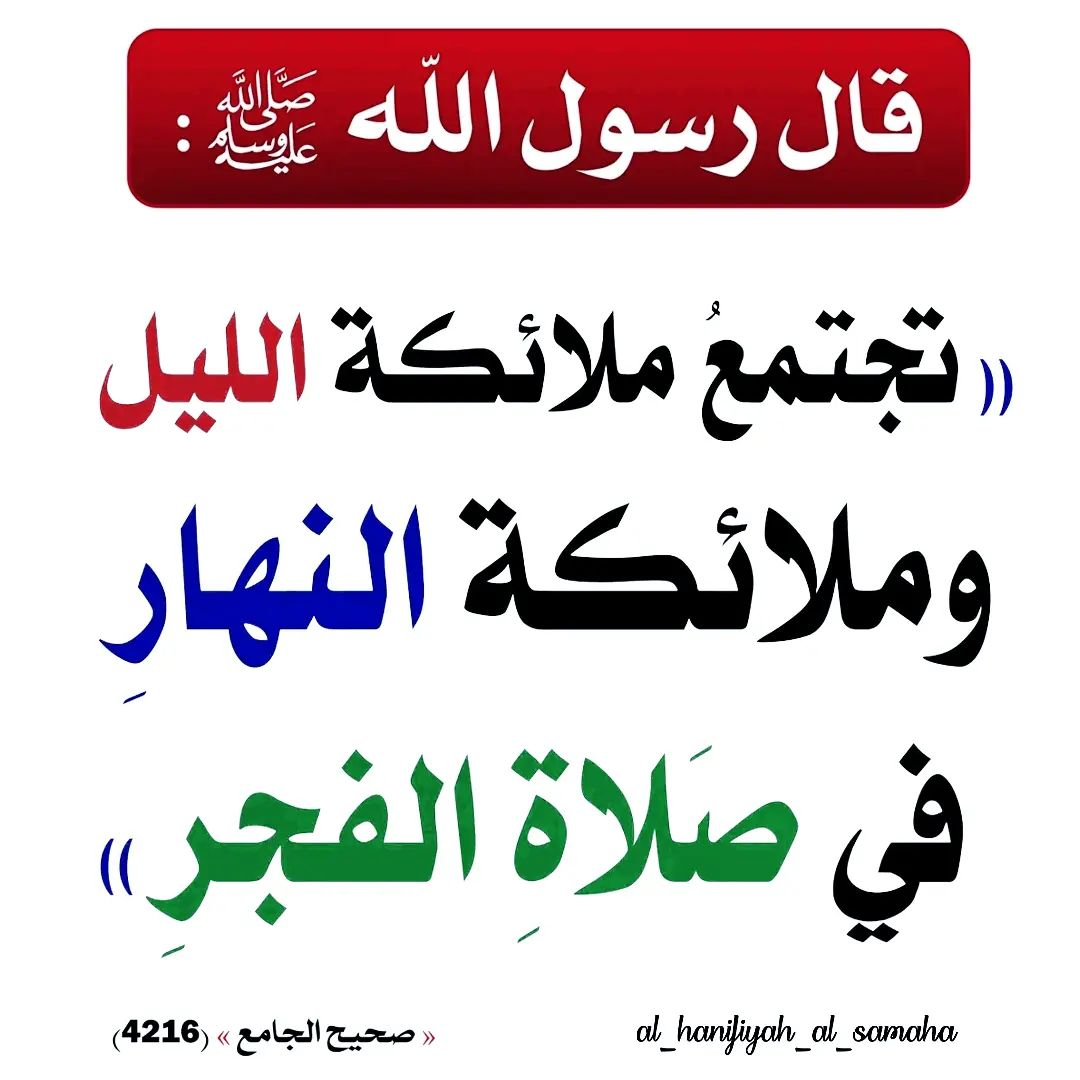 قال رسول الله صلى الله عليه وسلم :
(( تجتمعُ ملائكة الليل
وملائكة النهارِ
في صَلاةِ الفجرِ ))
« صحيح الجامع » (4216)
al_hanifiyah_al_samaha